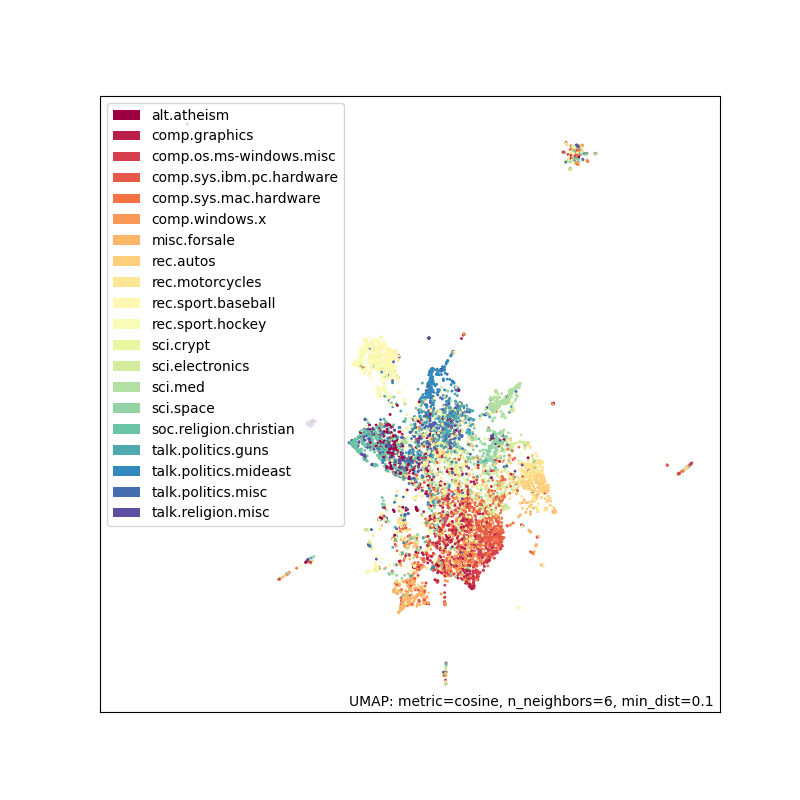 alt.atheism
comp.graphics
comp.os.ms-windows.misc
comp.sys.ibm.pc.hardware
comp.sys.mac.hardware
comp.windows.x
misc.forsale
rec.autos
rec.motorcycles
rec.sport.baseball
rec.sport.hockey
sci.crypt
sci.electronics
sci.med
sci.space
soc.religion.christian
talk.politics.guns
talk.politics.mideast
talk.politics.misc
talk.religion.misc
UMAP: metric=cosine, n_neighbors=6, min_dist=0.1